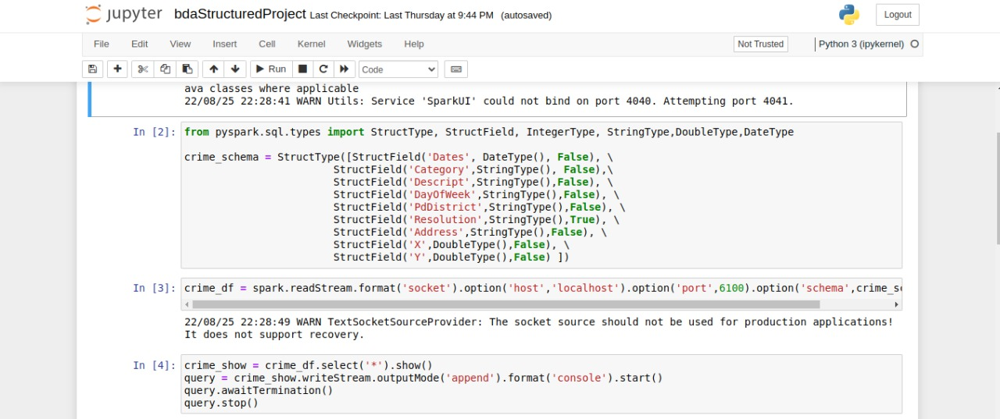 jupyter bdaStructuredProject Last Checkpoint: Last Thursday at 9:44 PM (autosaved) Logout
File Edit View Insert Cell Kernel Widgets Help Not Trusted Python 3 (ipykernel)
Run Code
ava classes where applicable
22/08/25 22:28:41 WARN Utils: Service 'SparkUI' could not bind on port 4040. Attempting port 4041.
In [2]: from pyspark.sql.types import StructType, StructField, IntegerType, StringType,DoubleType,DateType
crime_schema = StructType([StructField('Dates', DateType(), False), \
StructField('Category',StringType(), False),\
StructField('Descript',StringType(),False), \
StructField('DayOfWeek',StringType(),False), \
StructField('PdDistrict',StringType(),False), \
StructField('Resolution',StringType(),True), \
StructField('Address',StringType(),False), \
StructField('X',DoubleType(),False), \
StructField('Y',DoubleType(),False) ])
In [3]: crime_df = spark.readStream.format('socket').option('host','localhost').option('port',6100).option('schema',crime_sc
22/08/25 22:28:49 WARN TextSocketSourceProvider: The socket source should not be used for production applications!
It does not support recovery.
In [4]: crime_show = crime_df.select('*').show()
query = crime_show.writeStream.outputMode('append').format('console').start()
query.awaitTermination()
query.stop()